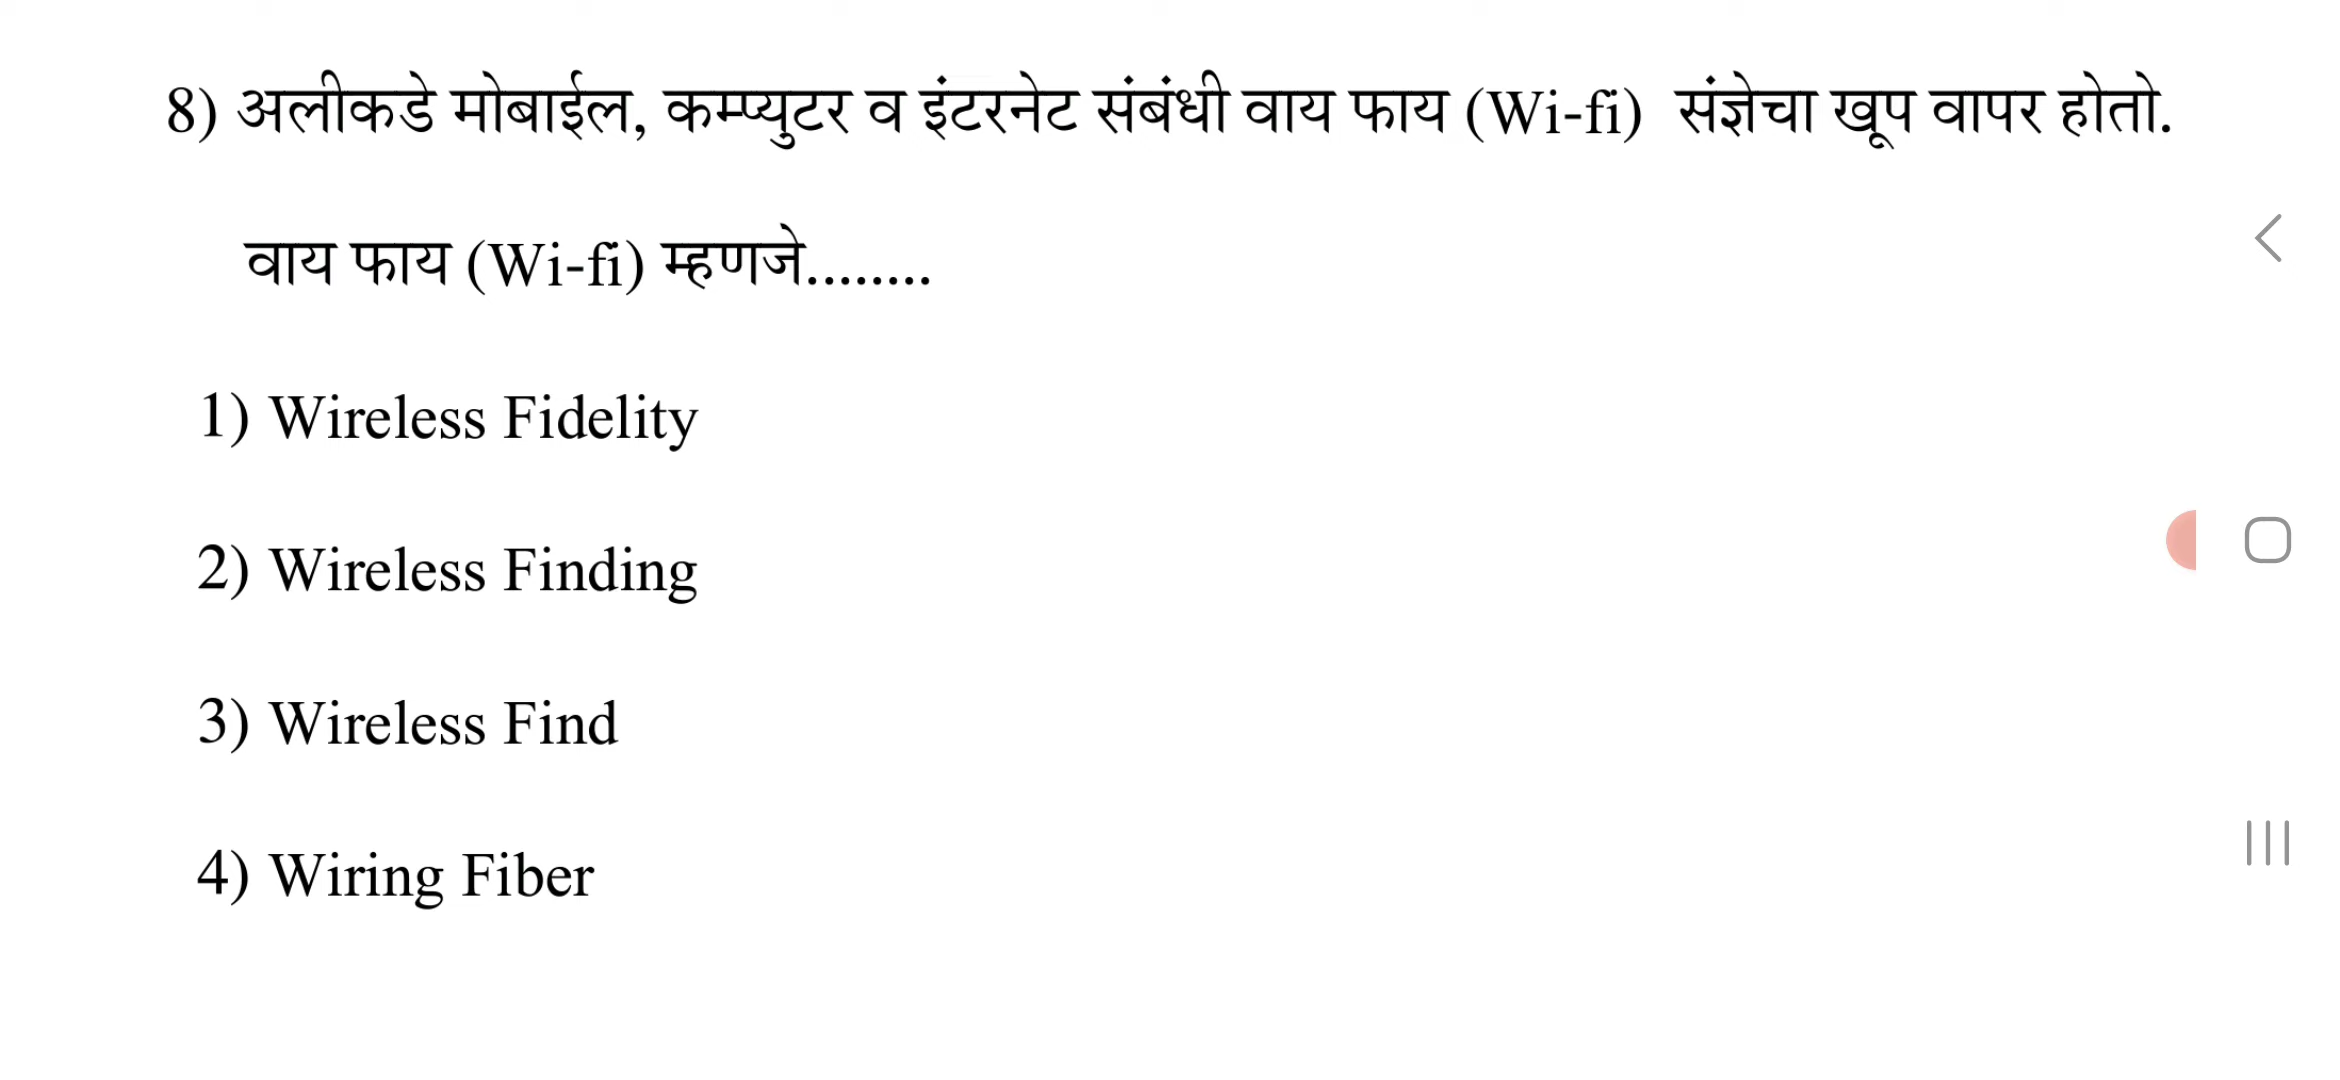 8) अलीकडे मोबाईल, कम्प्युटर व इंटरनेट संबंधी वाय फाय (Wi-fi) संज्ञेचा खूप वापर होतो.
वाय फाय (Wi-fi) म्हणजे........
1) Wireless Fidelity
2) Wireless Finding
3) Wireless Find
4) Wiring Fiber